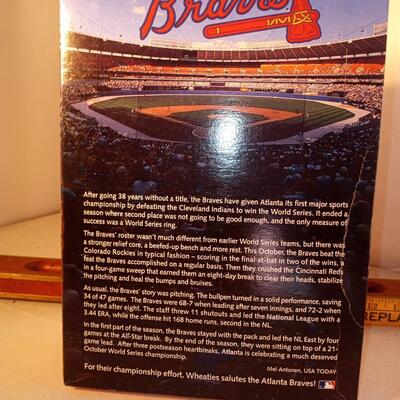 Braves
After going 38 years without a title, the Braves have given Atlanta its first major sports
championship by defeating the Cleveland Indians to win the World Series. It ended a
season where second place was not going to be good enough, and the only measure of
success was a World Series ring.
The Braves' roster wasn't much different from earlier World Series teams, but there was
a stronger relief core, a beefed-up bench and more rest. This October, the Braves beat the
Colorado Rockies in typical fashion – scoring in the final at-bat in two of the wins, a
feat the Braves accomplished on a regular basis. Then they crushed the Cincinnati Reds
in a four-game sweep that earned them an eight-day break to clear their heads, stabilize
the pitching and heal the bumps and bruises.
As usual, the Braves' story was pitching. The bullpen turned in a solid performance, saving
34 of 47 games. The Braves were 68-7 when leading after seven innings, and 72-2 when
they led after eight. The staff threw 11 shutouts and led the National League with a
3.44 ERA, while the offense hit 168 home runs, second in the NL.
In the first part of the season, the Braves stayed with the pack and led the NL East by four
games at the All-Star break. By the end of the season, they were sitting on top of a 21-
game lead. After three postseason heartbreaks, Atlanta is celebrating a much deserved
October World Series championship.
Mel Antonen, USA TODAY
For their championship effort, Wheaties salutes the Atlanta Braves!